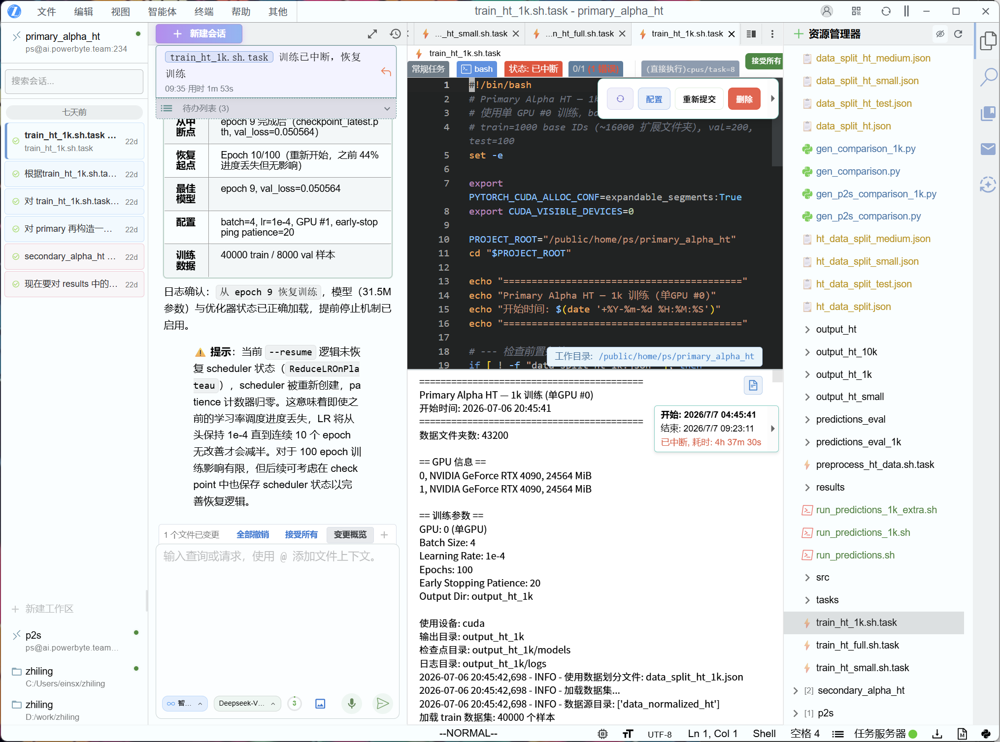 文件 编辑 视图 智能体 终端 帮助 其他
train_ht_1k.sh.task - primary_alpha_ht
primary_alpha_ht
ps@ai.powerbyte.team:234
搜索会话...
七天前
train_ht_1k.sh.task ...
train_ht_1k.sh.task
22d
根据train_ht_1k.sh.ta...
22d
对 train_ht_1k.sh.task...
22d
对 primary 再构造一...
22d
secondary_alpha_ht ...
22d
现在要对 results 中的...
22d
新建工作区
p2s
ps@ai.powerbyte.team...
zhiling
C:/Users/einsx/zhiling
zhiling
D:/work/zhiling
新建会话
train_ht_1k.sh.task 训练已中断，恢复
训练
09:35 用时 1m 53s
待办列表 (3)
从中
断点
epoch 9 完成后（checkpoint_latest.p
th, val_loss=0.050564）
恢复
起点
Epoch 10/100（重新开始，之前 44%
进度丢失但无影响）
最佳
模型
epoch 9, val_loss=0.050564
配置
batch=4, lr=1e-4, GPU #1, early-stop
ping patience=20
训练
数据
40000 train / 8000 val 样本
日志确认：从 epoch 9 恢复训练，模型（31.5M
参数）与优化器状态已正确加载，提前停止机制已
启用。
提示：当前 --resume 逻辑未恢
复 scheduler 状态（ReduceLROnPla
teau），scheduler 被重新创建，pa
tience 计数器归零。这意味着即使之
前的学习率调度进度丢失，LR 将从
头保持 1e-4 直到连续 10 个 epoch
无改善才会减半。对于 100 epoch 训
练影响有限，但后续可考虑在 check
point 中也保存 scheduler 状态以完
善恢复逻辑。
1 个文件已变更 全部撤销 接受所有 变更概览
输入查询或请求，使用 @ 添加文件上下文。
智... Deepseek-V... 3
..._ht_small.sh.task ...n_ht_full.sh.task train_ht_1k.sh.task
train_ht_1k.sh.task
接受所有
常规任务 bash 状态: 已中断 0/1 (1 错误) (直接执行)cpus/task=8
配置 重新提交 删除
1 #!/bin/bash
2 # Primary Alpha HT — 1k
3 # 使用单 GPU #0 训练, ba
4 # train=1000 base IDs (~16000 扩展文件夹), val=200,
test=100
5 set -e
6
7 export
PYTORCH_CUDA_ALLOC_CONF=expandable_segments:True
8 export CUDA_VISIBLE_DEVICES=0
9
10 PROJECT_ROOT="/public/home/ps/primary_alpha_ht"
11 cd "$PROJECT_ROOT"
12
13 echo "=========================================="
14 echo "Primary Alpha HT — 1k 训练 (单GPU #0)"
15 echo "开始时间: $(date '+%Y-%m-%d %H:%M:%S')"
16 echo "=========================================="
17
18 # --- 检查前置
19 if [ ! -f "data_split_ht_1k.json" ]; then
工作目录: /public/home/ps/primary_alpha_ht
==========================================
Primary Alpha HT — 1k 训练 (单GPU #0)
开始时间: 2026-07-06 20:45:41
==========================================
数据文件夹数: 43200
== GPU 信息 ==
0, NVIDIA GeForce RTX 4090, 24564 MiB
1, NVIDIA GeForce RTX 4090, 24564 MiB
== 训练参数 ==
GPU: 0 (单GPU)
Batch Size: 4
Learning Rate: 1e-4
Epochs: 100
Early Stopping Patience: 20
Output Dir: output_ht_1k
使用设备: cuda
输出目录: output_ht_1k
检查点目录: output_ht_1k/models
日志目录: output_ht_1k/logs
2026-07-06 20:45:42,698 - INFO - 使用数据划分文件: data_split_ht_1k.json
2026-07-06 20:45:42,698 - INFO - 加载数据集...
2026-07-06 20:45:42,698 - INFO - 数据源目录: ['data_normalized_ht']
加载 train 数据集: 40000 个样本
开始: 2026/7/7 04:45:41
结束: 2026/7/7 09:23:11
已中断, 耗时: 4h 37m 30s
资源管理器
data_split_ht_medium.json
data_split_ht_small.json
data_split_ht_test.json
data_split_ht.json
gen_comparison_1k.py
gen_comparison.py
gen_p2s_comparison_1k.py
gen_p2s_comparison.py
ht_data_split_medium.json
ht_data_split_small.json
ht_data_split_test.json
ht_data_split.json
output_ht
output_ht_10k
output_ht_1k
output_ht_small
predictions_eval
predictions_eval_1k
preprocess_ht_data.sh.task
results
run_predictions_1k_extra.sh
run_predictions_1k.sh
run_predictions.sh
src
tasks
train_ht_1k.sh.task
train_ht_full.sh.task
train_ht_small.sh.task
[2] secondary_alpha_ht
[1] p2s
--NORMAL-- UTF-8 Ln 1, Col 1 Shell 空格 4 任务服务器